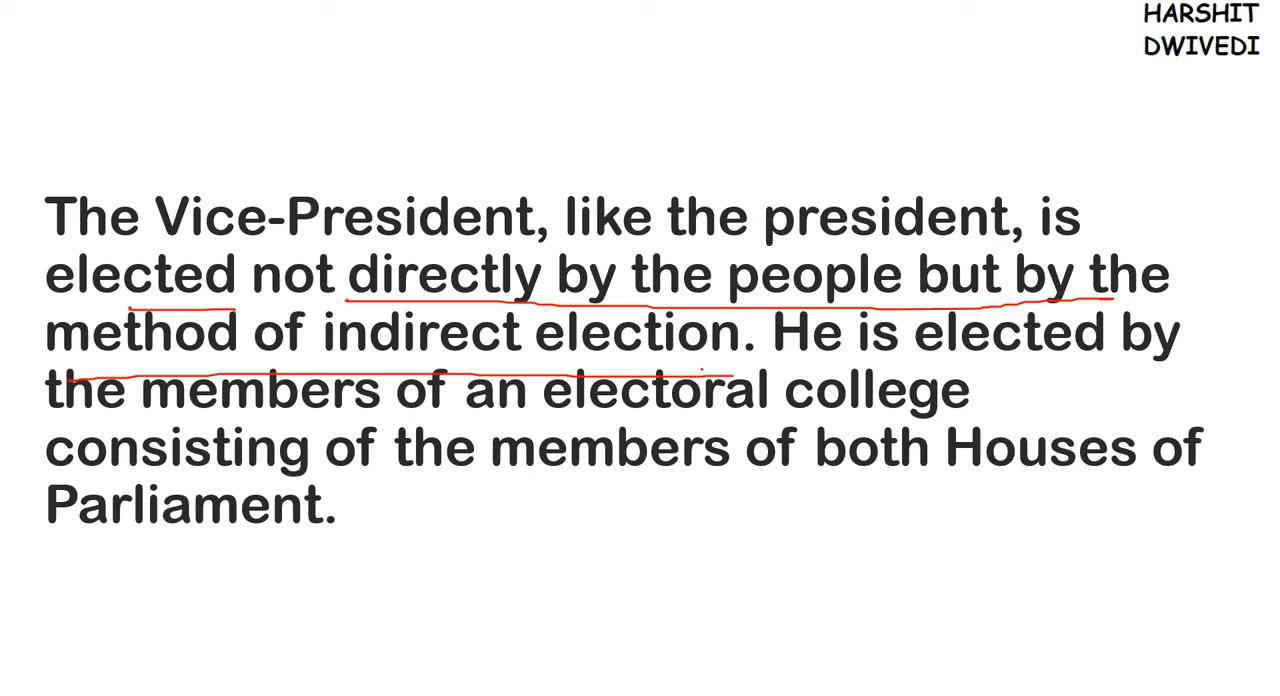 HARSHIT
DWIVEDI
The Vice-President, like the president, is
elected not directly by the people but by the
method of indirect election. He is elected by
the members of an electoral college
consisting of the members of both Houses of
Parliament.